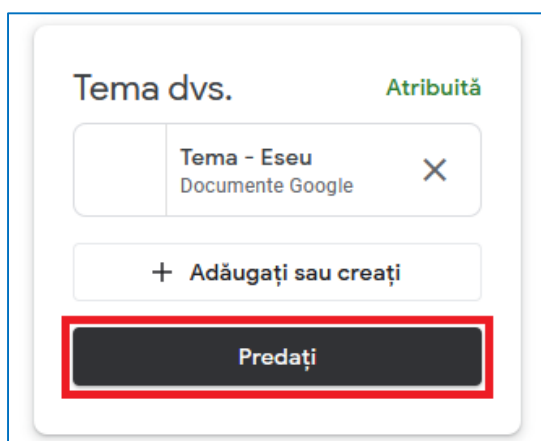 Tema dvs.
Atribuită
Tema - Eseu
Documente Google
+ Adăugați sau creați
Predați